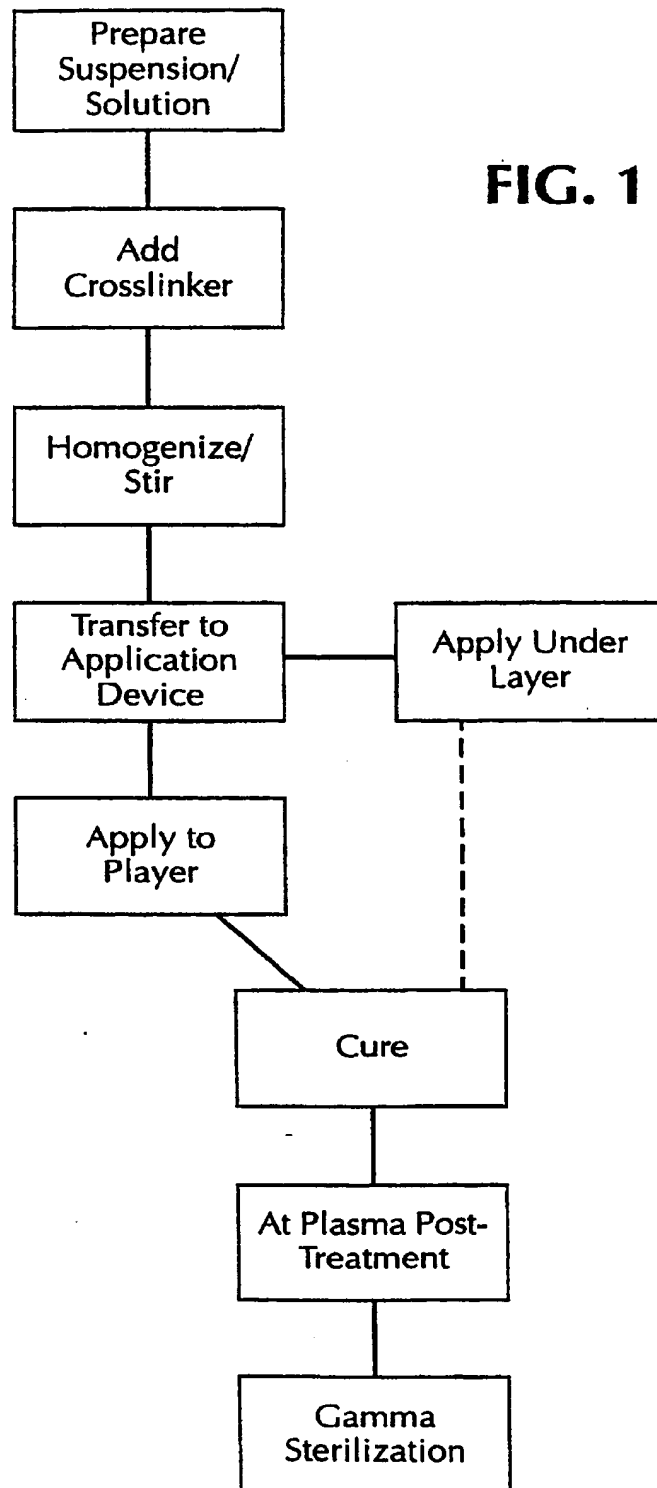 Prepare
Suspension/
Solution
FIG. 1
Add
Crosslinker
Homogenize/
Stir
Transfer to
Application
Device
Apply Under
Layer
Apply to
Player
Cure
At Plasma Post-
Treatment
Gamma
Sterilization